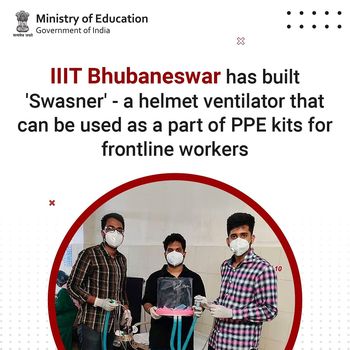 Ministry of Education
Government of India
IIIT Bhubaneswar has built
'Swasner' - a helmet ventilator that
can be used as a part of PPE kits for
frontline workers
10